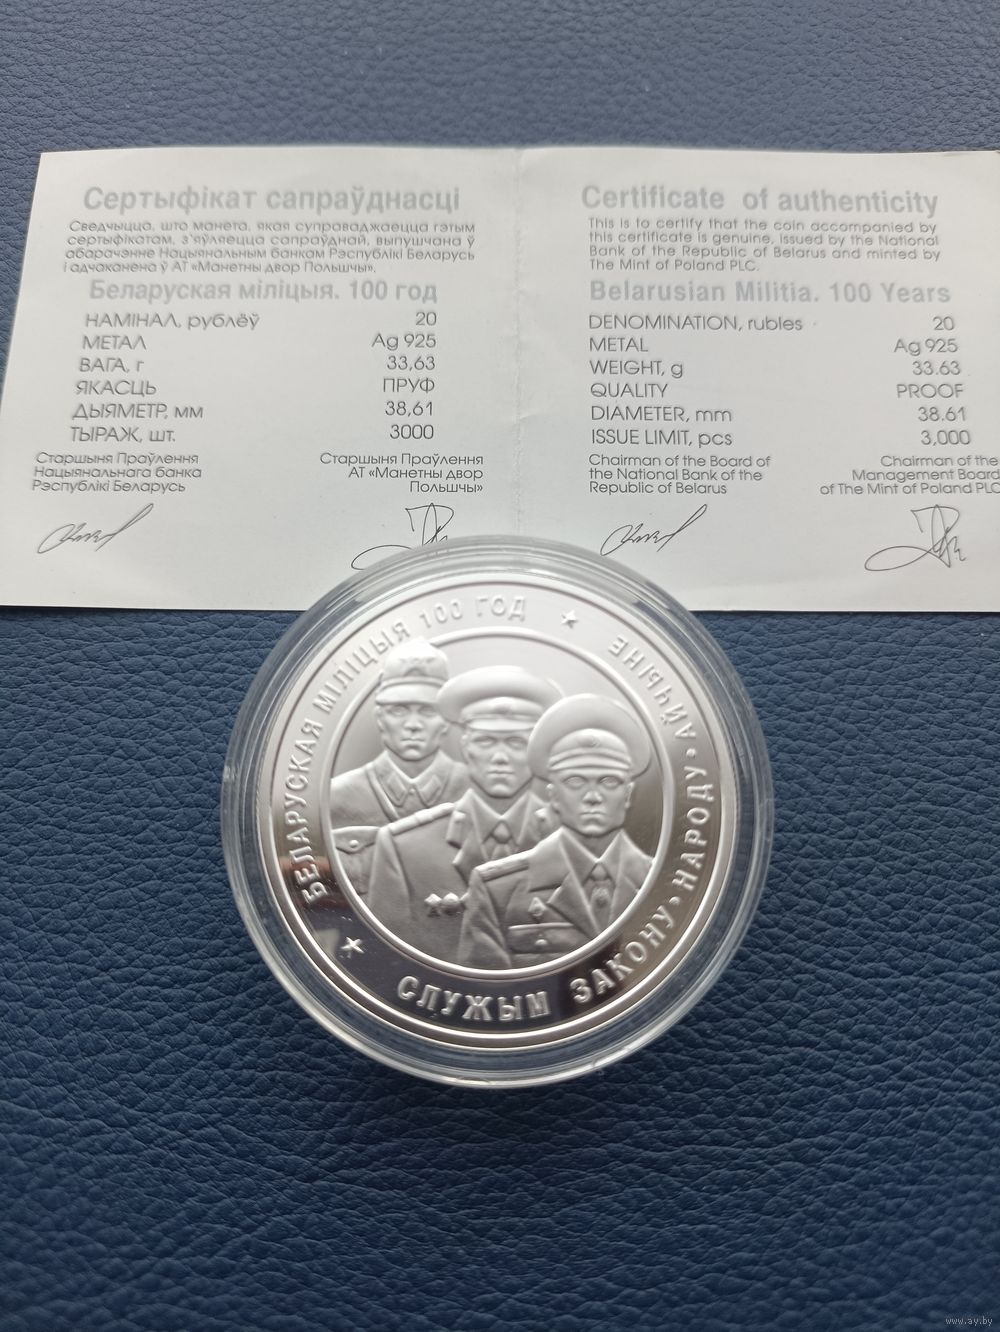 Сертыфікат сапраўднасці
Сведчыцца, што манета, якая суправаджаецца гэтым
сертыфікатам, з'яўляецца сапраўднай, выпушчана ў
абарачэнне Нацыянальным банкам Рэспублікі Беларусь
і адчаканена ў АТ «Манетны двор Польшчы».
Беларуская міліцыя. 100 год
НАМІНАЛ, рублёў 20
МЕТАЛ Ag 925
ВАГА, г 33,63
ЯКАСЦЬ ПРУФ
ДЫЯМЕТР, мм 38,61
ТЫРАЖ, шт. 3000
Старшыня Праўлення
Нацыянальнага банка
Рэспублікі Беларусь
Старшыня Праўлення
АТ «Манетны двор
Польшчы»
Certificate of authenticity
This is to certify that the coin accompanied by
this certificate is genuine, issued by the National
Bank of the Republic of Belarus and minted by
The Mint of Poland PLC.
Belarusian Militia. 100 Years
DENOMINATION, rubles 20
METAL Ag 925
WEIGHT, g 33.63
QUALITY PROOF
DIAMETER, mm 38.61
ISSUE LIMIT, pcs 3,000
Chairman of the Board of
the National Bank of the
Republic of Belarus
Chairman of the
Management Board
of The Mint of Poland PLC
БЕЛАРУСКАЯ МІЛІЦЫЯ 100 ГОД
СЛУЖЫМ ЗАКОНУ • НАРОДУ • АЙЧЫНЕ
www.ay.by